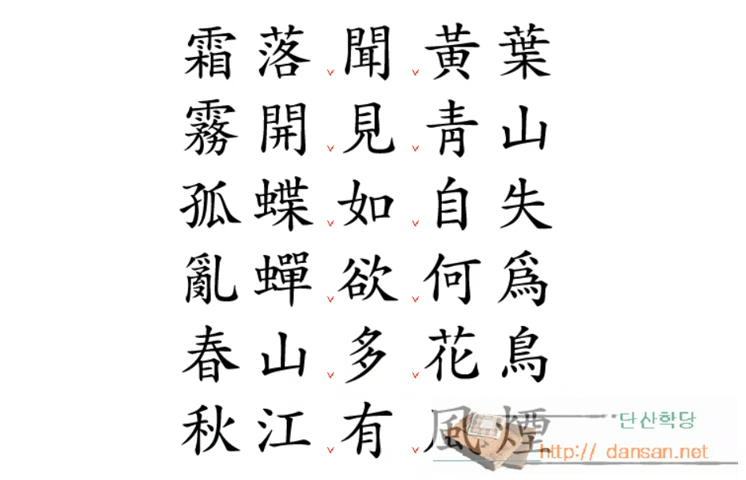 霜落˅聞˅黃葉
霧開˅見˅靑山
孤蝶˅如˅自失
亂蟬˅欲˅何爲
春山˅多˅花鳥
秋江˅有˅風煙
단산학당
http:// dansan.net